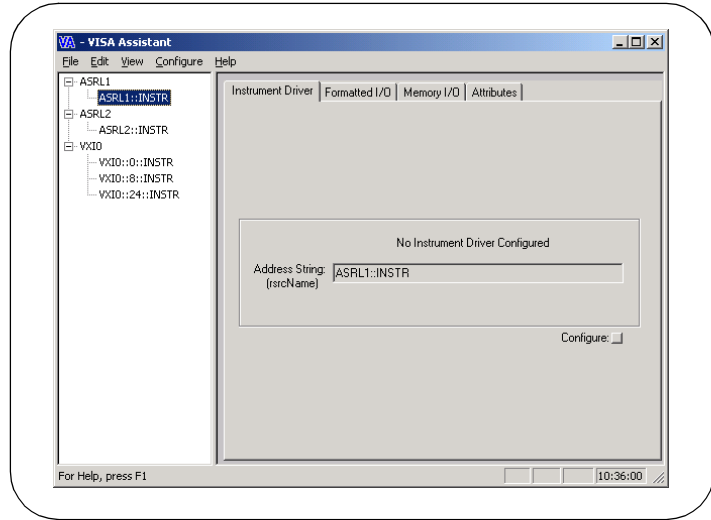 VA - VISA Assistant
File Edit View Configure Help
ASRL1
ASRL1::INSTR
ASRL2
ASRL2::INSTR
VXI0
VXI0::0::INSTR
VXI0::8::INSTR
VXI0::24::INSTR
Instrument Driver Formatted I/O Memory I/O Attributes
No Instrument Driver Configured
Address String: ASRL1::INSTR
(rsrcName)
Configure:
For Help, press F1 10:36:00